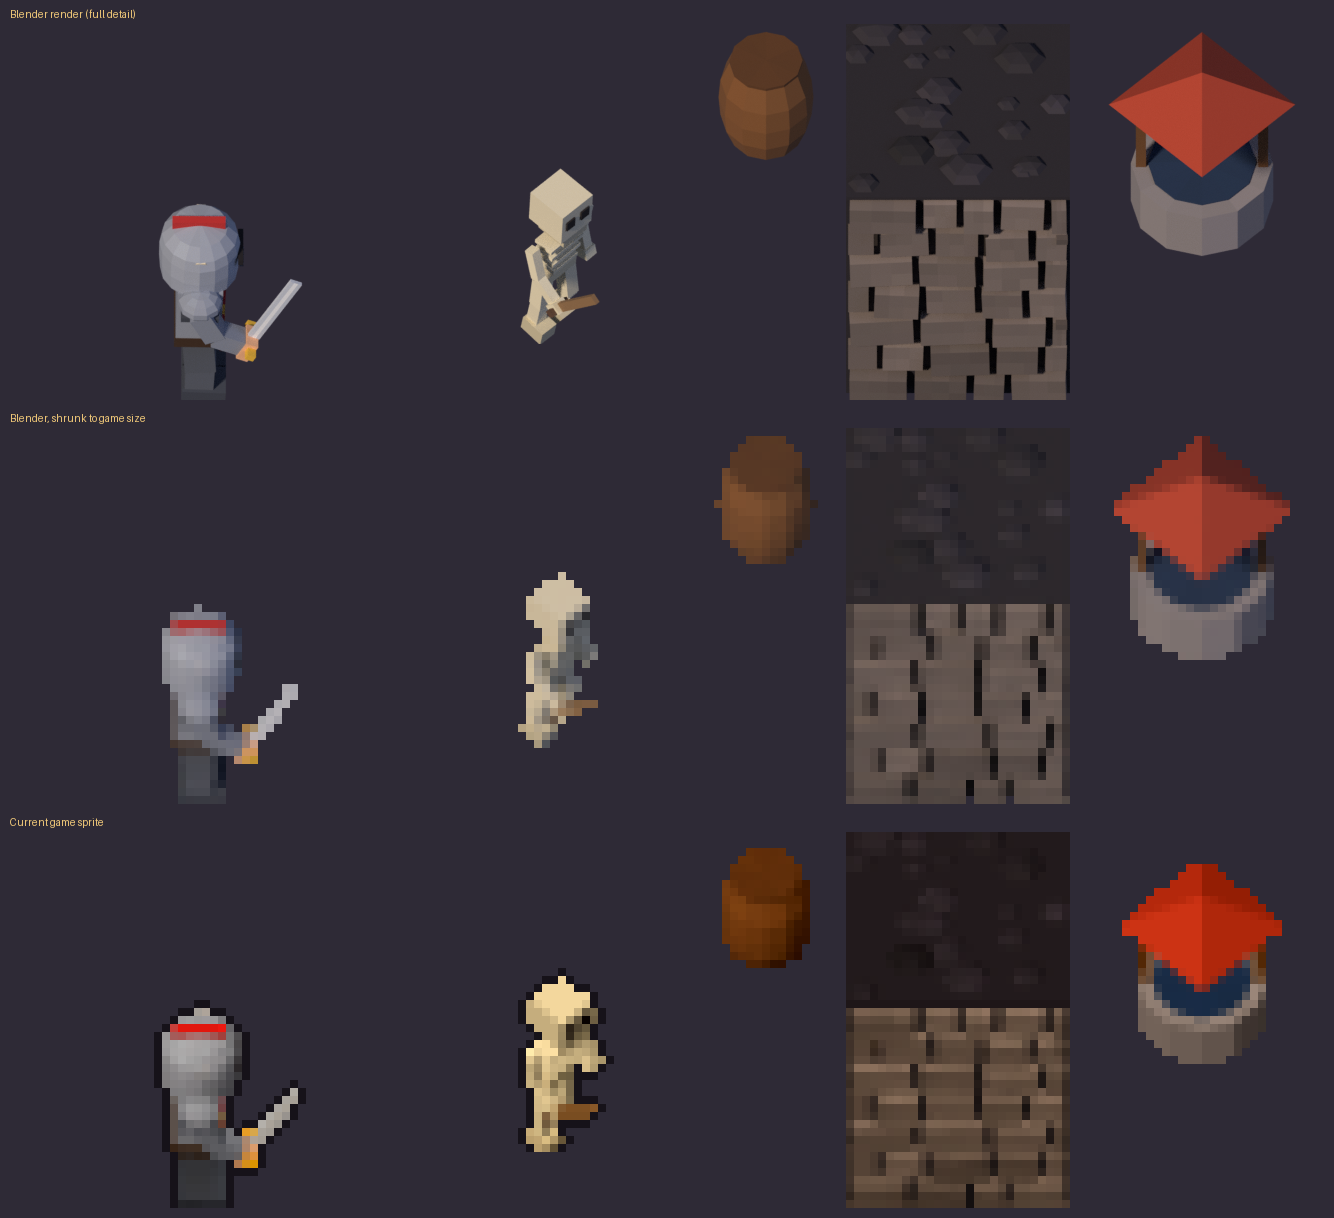 Blender render (full detail)
Blender, shrunk to game size
Current game sprite